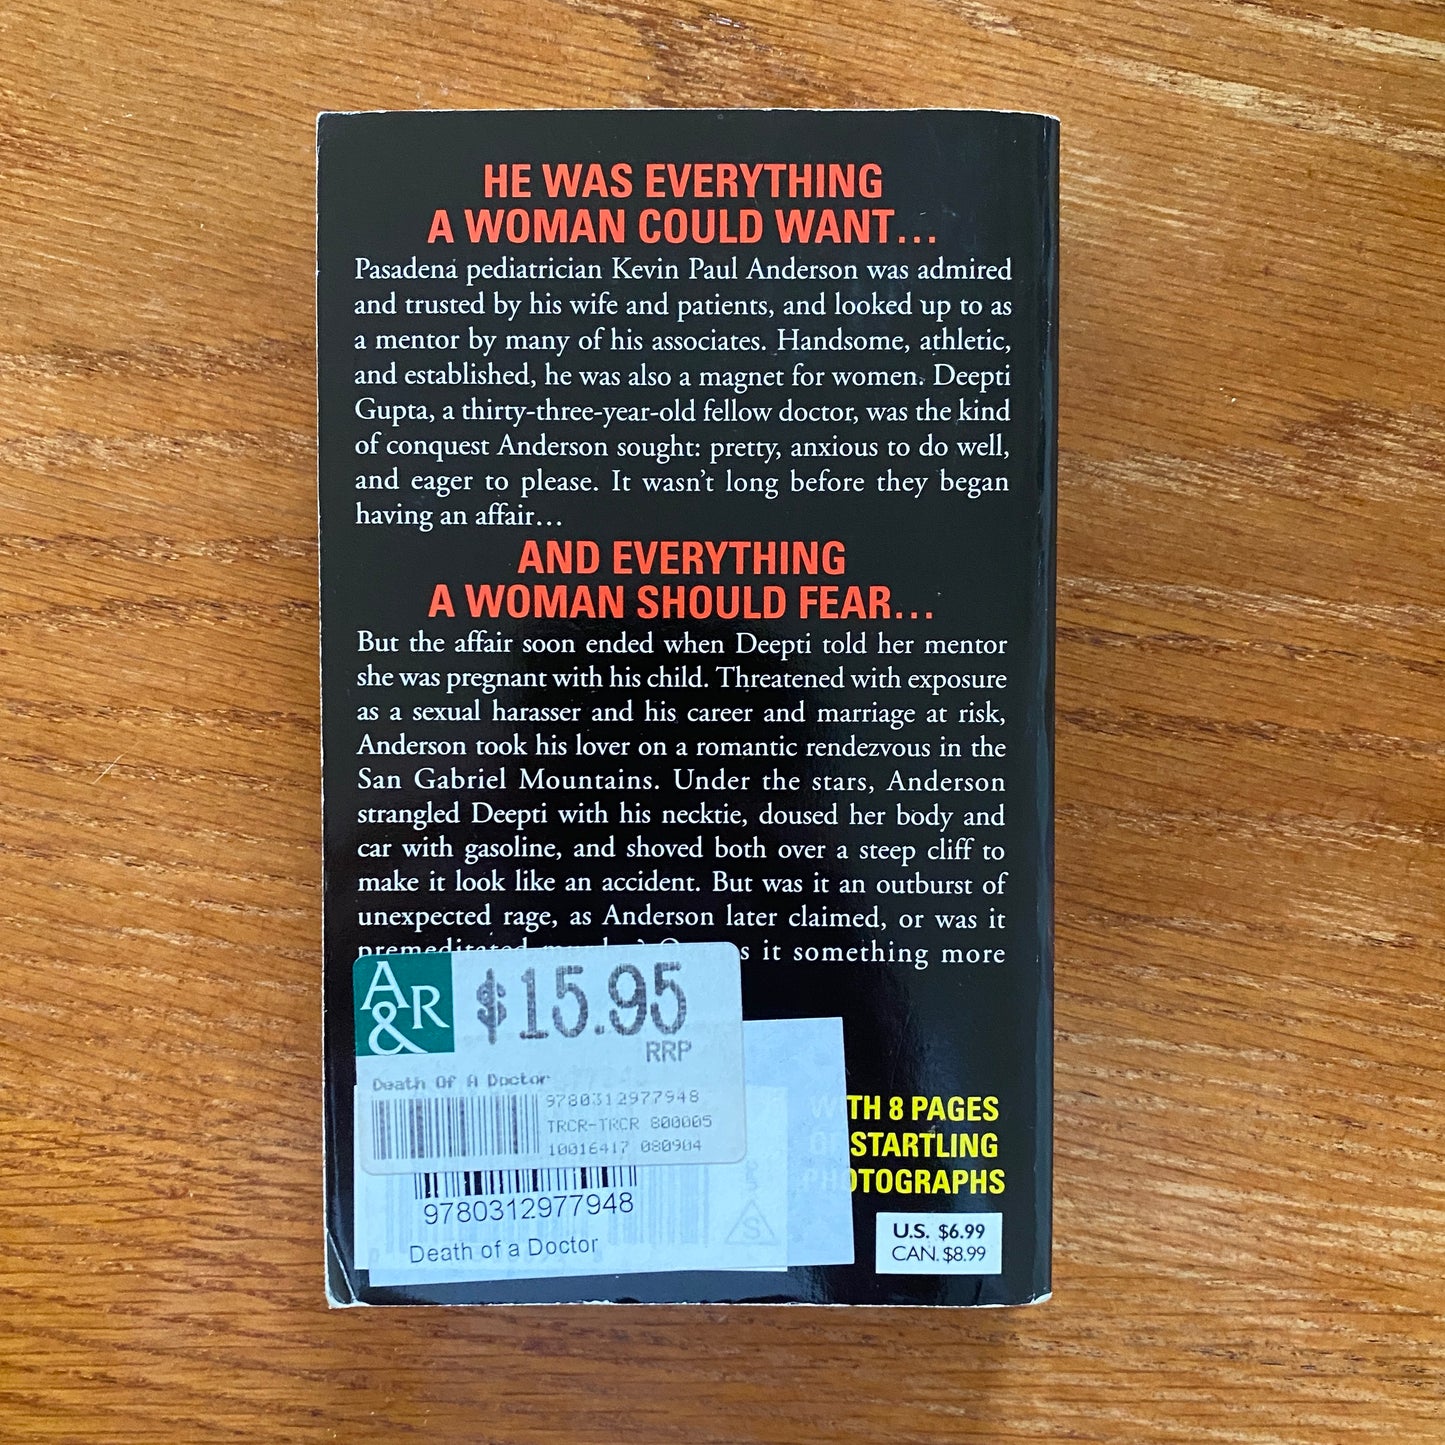 HE WAS EVERYTHING
A WOMAN COULD WANT...
Pasadena pediatrician Kevin Paul Anderson was admired
and trusted by his wife and patients, and looked up to as
a mentor by many of his associates. Handsome, athletic,
and established, he was also a magnet for women. Deepti
Gupta, a thirty-three-year-old fellow doctor, was the kind
of conquest Anderson sought: pretty, anxious to do well,
and eager to please. It wasn't long before they began
having an affair...
AND EVERYTHING
A WOMAN SHOULD FEAR...
But the affair soon ended when Deepti told her mentor
she was pregnant with his child. Threatened with exposure
as a sexual harasser and his career and marriage at risk,
Anderson took his lover on a romantic rendezvous in the
San Gabriel Mountains. Under the stars, Anderson
strangled Deepti with his necktie, doused her body and
car with gasoline, and shoved both over a steep cliff to
make it look like an accident. But was it an outburst of
unexpected rage, as Anderson later claimed, or was it
premeditated it something more
A&R
$15.95
RRP
Death Of A Doctor
9780312977948
TRCR-TRCR 800005
10016417 080904
9780312977948
Death of a Doctor
S
WITH 8 PAGES
OF STARTLING
PHOTOGRAPHS
U.S. $6.99
CAN. $8.99